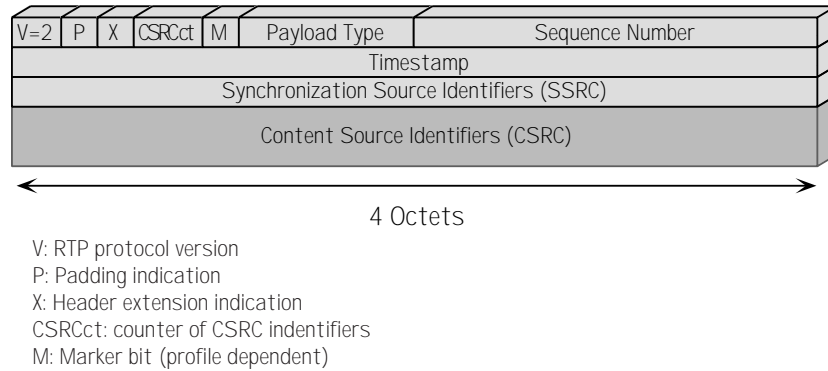 V=2 P X CSRCct M Payload Type Sequence Number
Timestamp
Synchronization Source Identifiers (SSRC)
Content Source Identifiers (CSRC)
4 Octets
V: RTP protocol version
P: Padding indication
X: Header extension indication
CSRCct: counter of CSRC indentifiers
M: Marker bit (profile dependent)